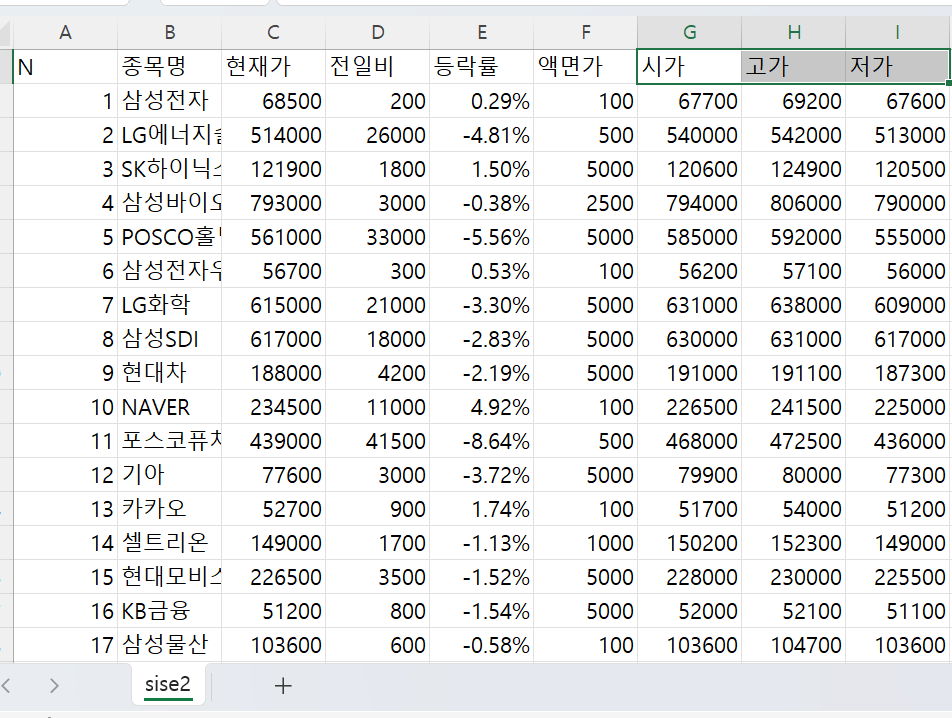 A B C D E F G H I
N 종목명 현재가 전일비 등락률 액면가 시가 고가 저가
1 삼성전자 68500 200 0.29% 100 67700 69200 67600
2 LG에너지 514000 26000 -4.81% 500 540000 542000 513000
3 SK하이닉 121900 1800 1.50% 5000 120600 124900 120500
4 삼성바이오 793000 3000 -0.38% 2500 794000 806000 790000
5 POSCO홀 561000 33000 -5.56% 5000 585000 592000 555000
6 삼성전자우 56700 300 0.53% 100 56200 57100 56000
7 LG화학 615000 21000 -3.30% 5000 631000 638000 609000
8 삼성SDI 617000 18000 -2.83% 5000 630000 631000 617000
9 현대차 188000 4200 -2.19% 5000 191000 191100 187300
10 NAVER 234500 11000 4.92% 100 226500 241500 225000
11 포스코퓨처 439000 41500 -8.64% 500 468000 472500 436000
12 기아 77600 3000 -3.72% 5000 79900 80000 77300
13 카카오 52700 900 1.74% 100 51700 54000 51200
14 셀트리온 149000 1700 -1.13% 1000 150200 152300 149000
15 현대모비스 226500 3500 -1.52% 5000 228000 230000 225500
16 KB금융 51200 800 -1.54% 5000 52000 52100 51100
17 삼성물산 103600 600 -0.58% 100 103600 104700 103600
sise2